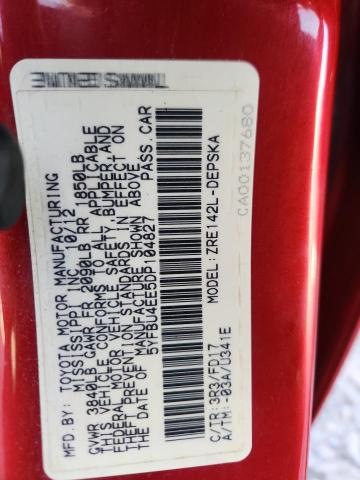 MFD. BY:
TOYOTA MOTOR MANUFACTURING
MISSISSIPPI, INC. 10/12
GVWR 3840LB GAWR FR 2090LB RR 1850LB
THIS VEHICLE CONFORMS TO ALL APPLICABLE
FEDERAL MOTOR VEHICLE SAFETY, BUMPER, AND
THEFT PREVENTION STANDARDS IN EFFECT ON
THE DATE OF MANUFACTURE SHOWN ABOVE.
5YFBU4EE5DP104827 PASS. CAR
C/TR:3R3/FD17 MODEL:ZRE142L-DEPSKA
A/TM:-03A/U341E
CA00137680